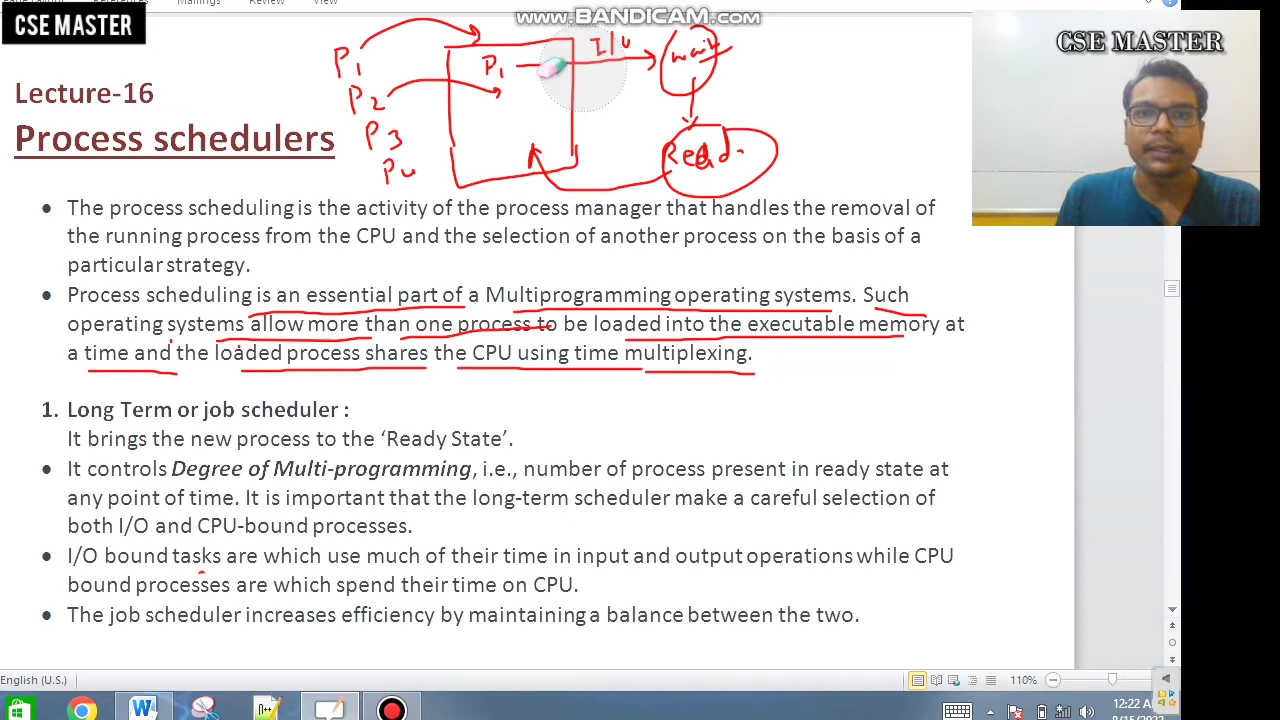 Mailings Review View
WWW.BANDICAM.COM
CSE MASTER
CSE MASTER
P1
P2
P3
P4
P1
I/O
wait
Read
Lecture-16
Process schedulers
• The process scheduling is the activity of the process manager that handles the removal of
the running process from the CPU and the selection of another process on the basis of a
particular strategy.
• Process scheduling is an essential part of a Multiprogramming operating systems. Such
operating systems allow more than one process to be loaded into the executable memory at
a time and the loaded process shares the CPU using time multiplexing.
1. Long Term or job scheduler :
It brings the new process to the ‘Ready State’.
• It controls Degree of Multi-programming, i.e., number of process present in ready state at
any point of time. It is important that the long-term scheduler make a careful selection of
both I/O and CPU-bound processes.
• I/O bound tasks are which use much of their time in input and output operations while CPU
bound processes are which spend their time on CPU.
• The job scheduler increases efficiency by maintaining a balance between the two.
English (U.S.)
110%
12:22 A